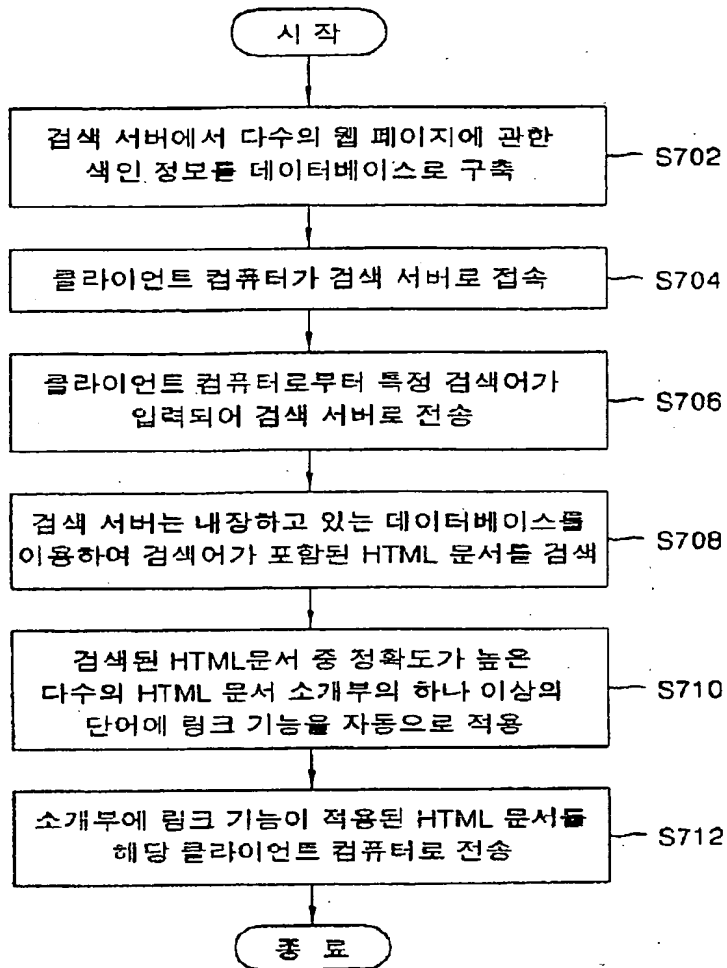 시 작
검색 서버에서 다수의 웹 페이지에 관한
색인 정보를 데이터베이스로 구축
S702
클라이언트 컴퓨터가 검색 서버로 접속
S704
클라이언트 컴퓨터로부터 특정 검색어가
입력되어 검색 서버로 전송
S706
검색 서버는 내장하고 있는 데이터베이스를
이용하여 검색어가 포함된 HTML 문서를 검색
S708
검색된 HTML문서 중 정확도가 높은
다수의 HTML 문서 소개부의 하나 이상의
단어에 링크 기능을 자동으로 적용
S710
소개부에 링크 기능이 적용된 HTML 문서를
해당 클라이언트 컴퓨터로 전송
S712
종 료